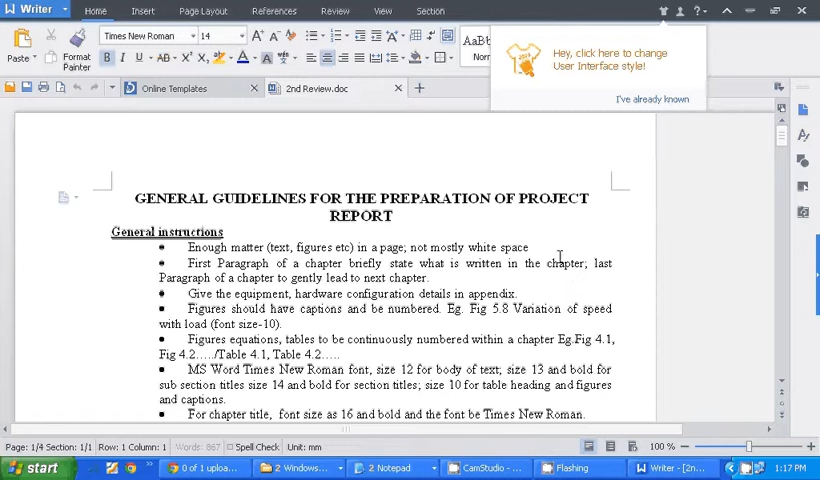 Writer
Home Insert Page Layout References Review View Section
Times New Roman 14
Paste
Format
Painter
B I U
Hey, click here to change
User Interface style!
I've already known
Online Templates 2nd Review.doc
GENERAL GUIDELINES FOR THE PREPARATION OF PROJECT
REPORT
General instructions
Enough matter (text, figures etc) in a page; not mostly white space
First Paragraph of a chapter briefly state what is written in the chapter; last
Paragraph of a chapter to gently lead to next chapter.
Give the equipment, hardware configuration details in appendix.
Figures should have captions and be numbered. Eg. Fig 5.8 Variation of speed
with load (font size-10).
Figures equations, tables to be continuously numbered within a chapter Eg.Fig 4.1,
Fig 4.2…../Table 4.1, Table 4.2…..
MS Word Times New Roman font, size 12 for body of text; size 13 and bold for
sub section titles size 14 and bold for section titles; size 10 for table heading and figures
and captions.
For chapter title, font size as 16 and bold and the font be Times New Roman.
Page: 1/4 Section: 1/1 Row: 1 Column: 1 Words: 867 Spell Check Unit: mm 100 %
start 0 of 1 uploa... 2 Windows... 2 Notepad CamStudio - ... Flashing Writer - [2n... 1:17 PM